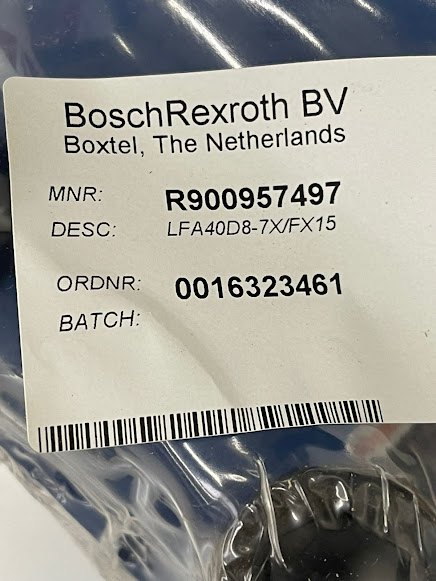 BoschRexroth BV
Boxtel, The Netherlands
MNR: R900957497
DESC: LFA40D8-7X/FX15
ORDNR: 0016323461
BATCH: